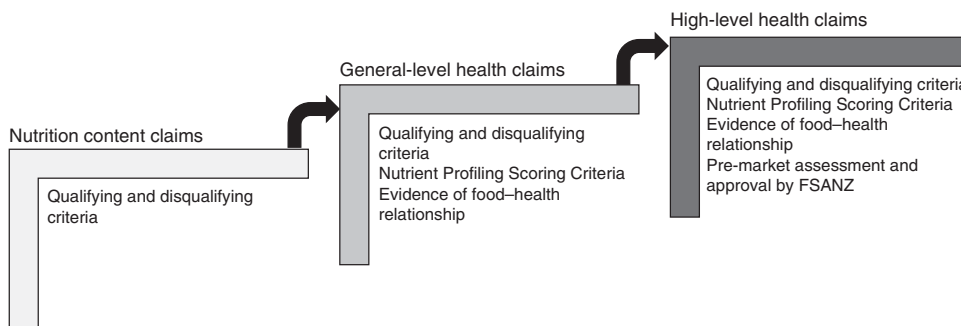 Nutrition content claims
Qualifying and disqualifying
criteria
General-level health claims
Qualifying and disqualifying
criteria
Nutrient Profiling Scoring Criteria
Evidence of food–health
relationship
High-level health claims
Qualifying and disqualifying criteria
Nutrient Profiling Scoring Criteria
Evidence of food–health
relationship
Pre-market assessment and
approval by FSANZ